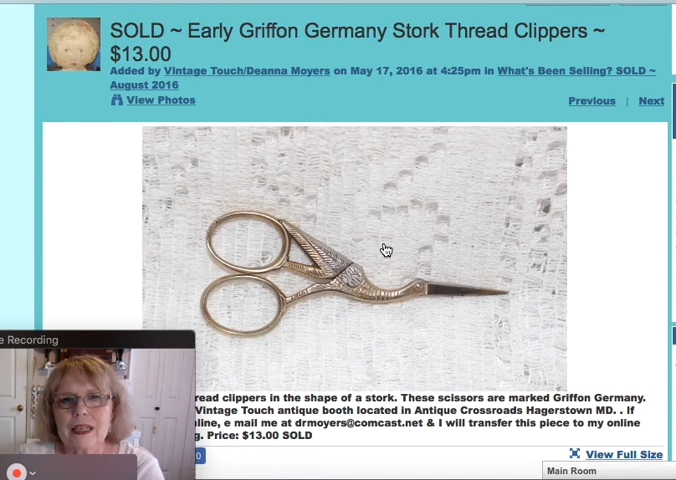 SOLD ~ Early Griffon Germany Stork Thread Clippers ~
$13.00
Added by Vintage Touch/Deanna Moyers on May 17, 2016 at 4:25pm in What's Been Selling? SOLD ~
August 2016
View Photos
Previous | Next
e Recording
read clippers in the shape of a stork. These scissors are marked Griffon Germany.
Vintage Touch antique booth located in Antique Crossroads Hagerstown MD. . If
nline, e mail me at drmoyers@comcast.net & I will transfer this piece to my online
g. Price: $13.00 SOLD
0
View Full Size
Main Room